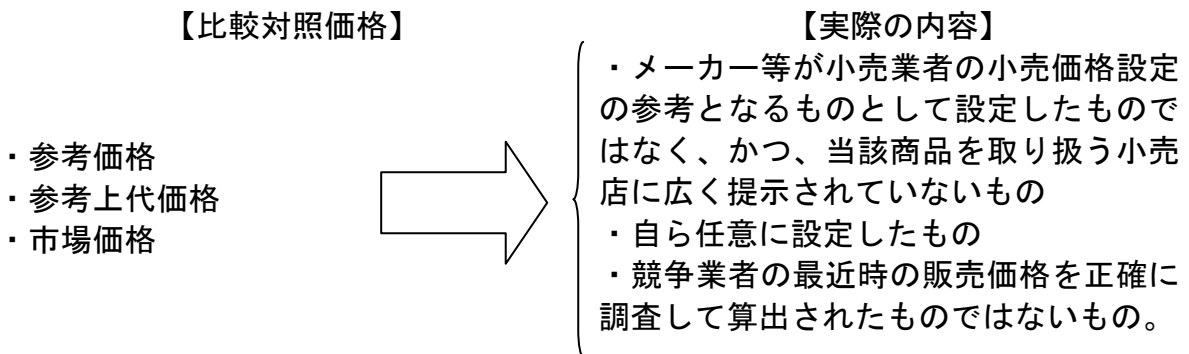 【比較対照価格】
・参考価格
・参考上代価格
・市場価格
【実際の内容】
・メーカー等が小売業者の小売価格設定
の参考となるものとして設定したもので
はなく、かつ、当該商品を取り扱う小売
店に広く提示されていないもの
・自ら任意に設定したもの
・競争業者の最近時の販売価格を正確に
調査して算出されたものではないもの。